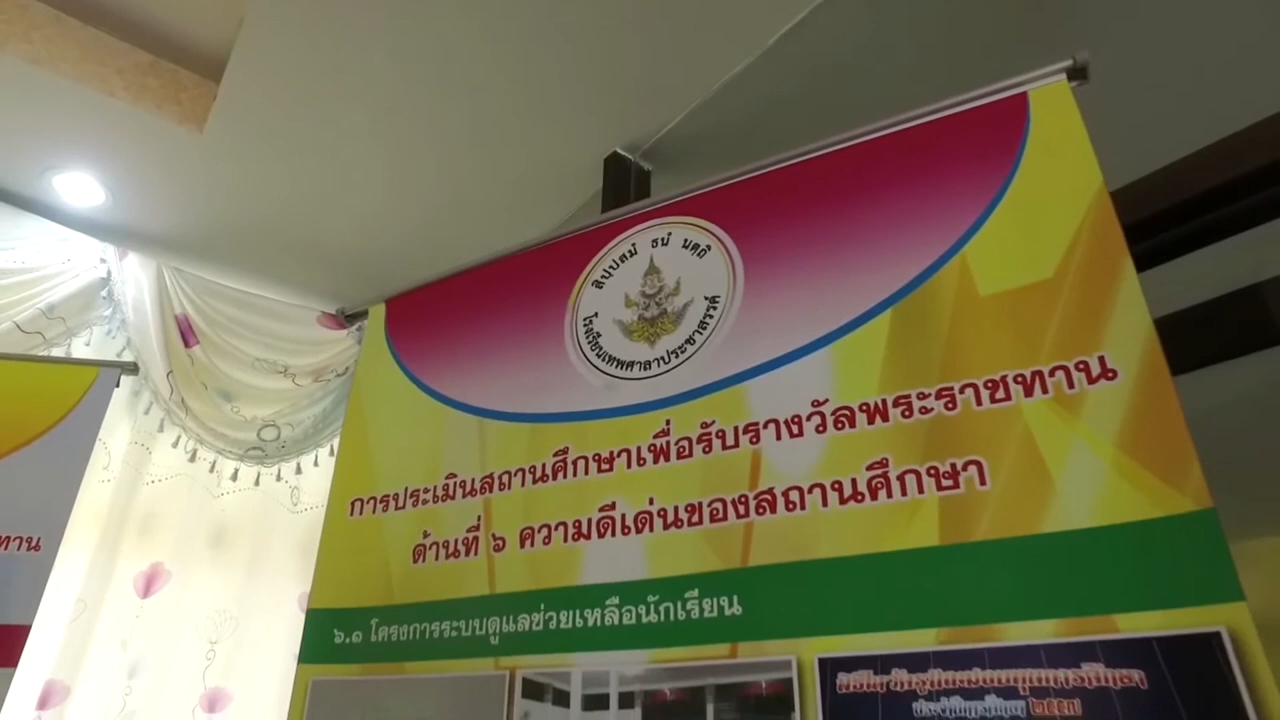 สิปฺปสมํ ธนํ นตฺถิ
โรงเรียนเทพศาลาประชาสรรค์
การประเมินสถานศึกษาเพื่อรับรางวัลพระราชทาน
ด้านที่ ๖ ความดีเด่นของสถานศึกษา
๖.๑ โครงการระบบดูแลช่วยเหลือนักเรียน
ทาน